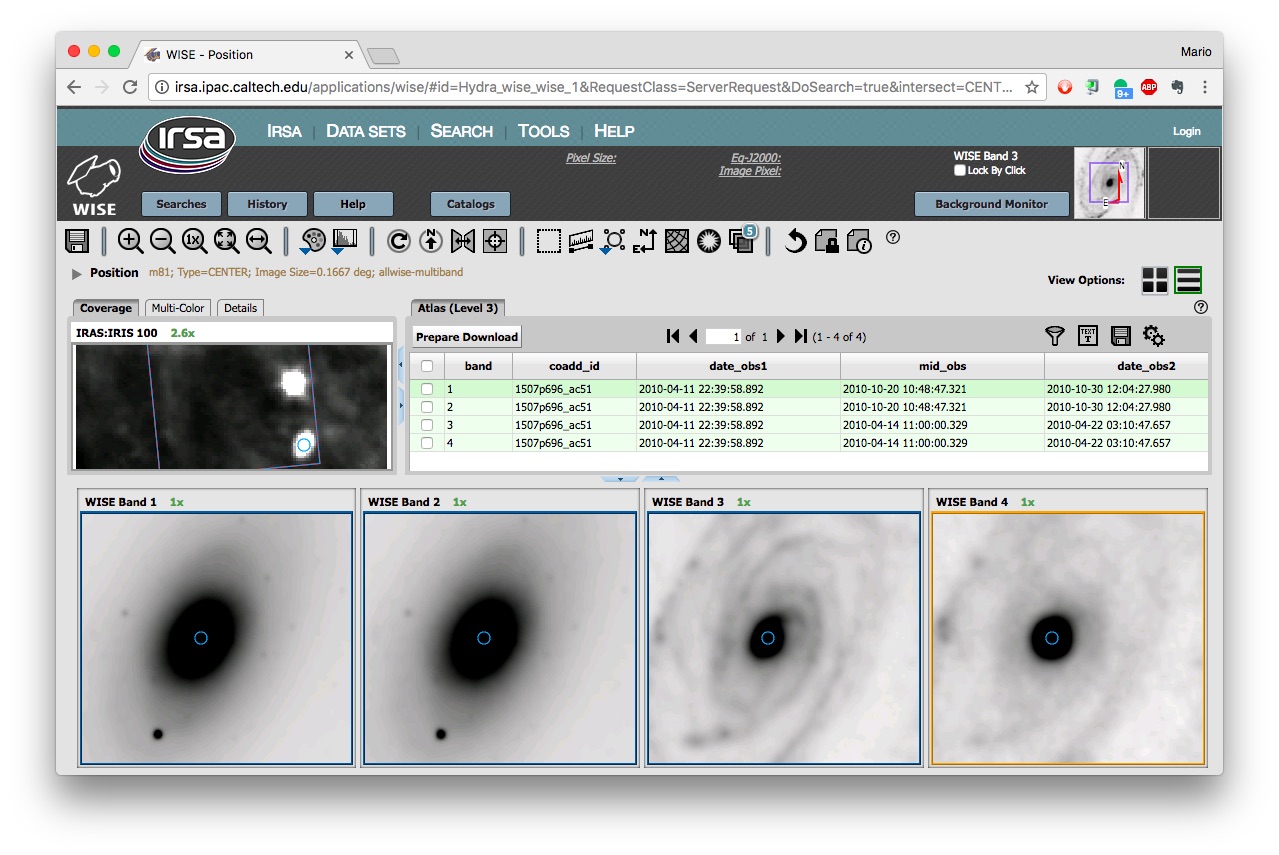 WISE - Position
Mario
irsa.ipac.caltech.edu/applications/wise/#id=Hydra_wise_wise_1&RequestClass=ServerRequest&DoSearch=true&intersect=CENT...
9+
ABP
irsa
IRSA DATA SETS SEARCH TOOLS HELP
Login
Pixel Size:
Eq-J2000:
Image Pixel:
WISE Band 3
Lock By Click
N
E
WISE
Searches History Help Catalogs
Background Monitor
1x
N
E
N
5
Position m81; Type=CENTER; Image Size=0.1667 deg; allwise-multiband
View Options:
Coverage Multi-Color Details
Atlas (Level 3)
IRAS:IRIS 100 2.6x
Prepare Download
1 of 1 (1 - 4 of 4)
TEXT
T
band coadd_id date_obs1 mid_obs date_obs2
1 1507p696_ac51 2010-04-11 22:39:58.892 2010-10-20 10:48:47.321 2010-10-30 12:04:27.980
2 1507p696_ac51 2010-04-11 22:39:58.892 2010-10-20 10:48:47.321 2010-10-30 12:04:27.980
3 1507p696_ac51 2010-04-11 22:39:58.892 2010-04-14 11:00:00.329 2010-04-22 03:10:47.657
4 1507p696_ac51 2010-04-11 22:39:58.892 2010-04-14 11:00:00.329 2010-04-22 03:10:47.657
WISE Band 1 1x
WISE Band 2 1x
WISE Band 3 1x
WISE Band 4 1x